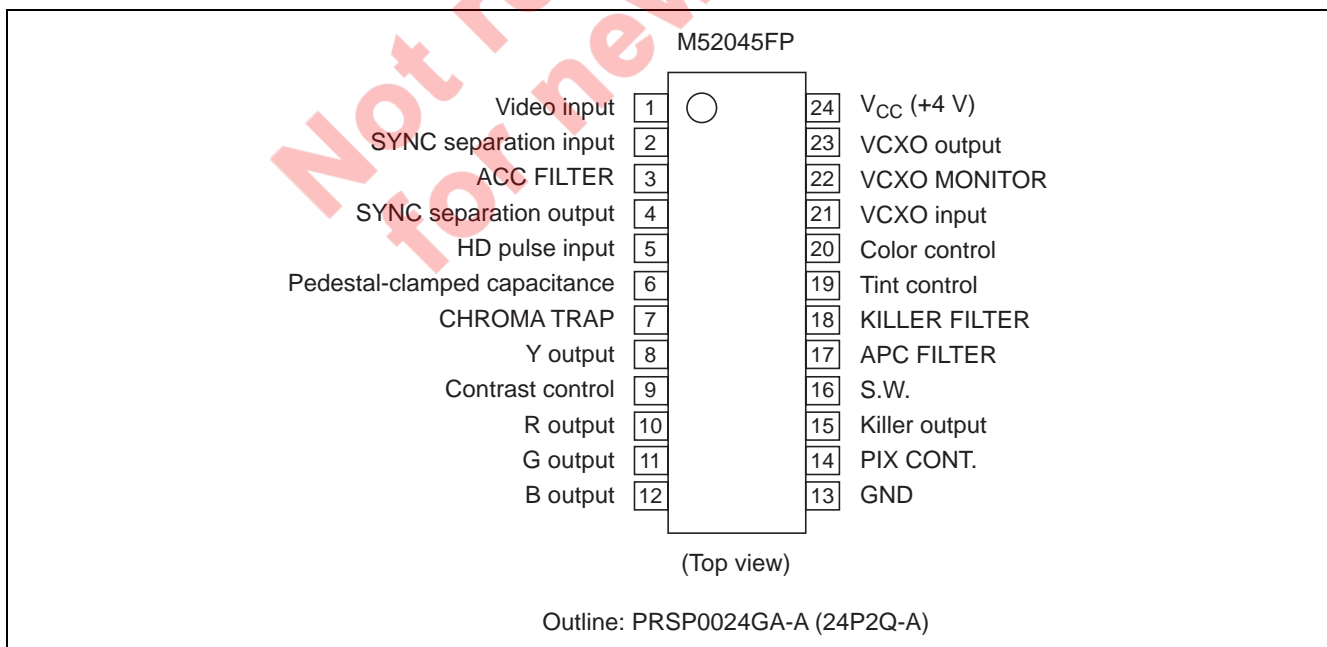 Not r
for new
M52045FP
Video input 1 24 VCC (+4 V)
SYNC separation input 2 23 VCXO output
ACC FILTER 3 22 VCXO MONITOR
SYNC separation output 4 21 VCXO input
HD pulse input 5 20 Color control
Pedestal-clamped capacitance 6 19 Tint control
CHROMA TRAP 7 18 KILLER FILTER
Y output 8 17 APC FILTER
Contrast control 9 16 S.W.
R output 10 15 Killer output
G output 11 14 PIX CONT.
B output 12 13 GND
(Top view)
Outline: PRSP0024GA-A (24P2Q-A)